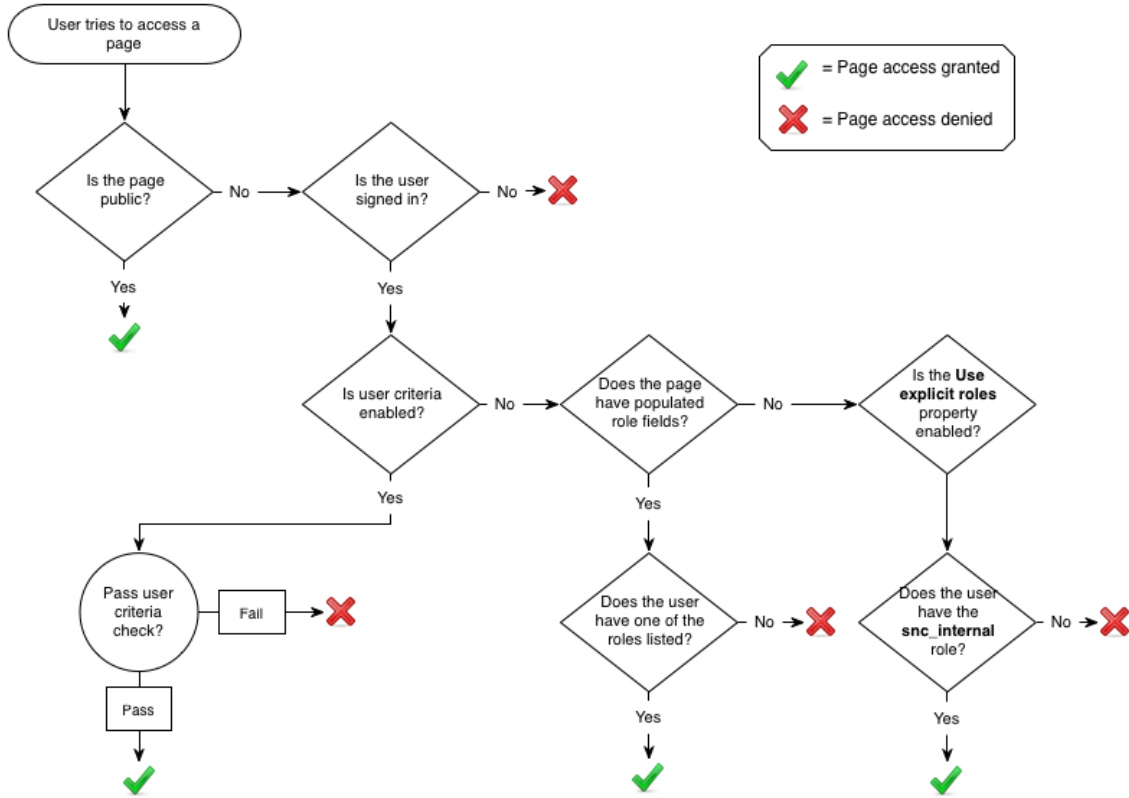 User tries to access a
page
= Page access granted
= Page access denied
Is the page
public?
No
Is the user
signed in?
No
Yes
Yes
Is user criteria
enabled?
No
Does the page
have populated
role fields?
No
Is the Use
explicit roles
property
enabled?
Yes
Yes
Pass user
criteria
check?
Fail
Does the user
have one of the
roles listed?
No
Does the user
have the
snc_internal
role?
No
Pass
Yes
Yes